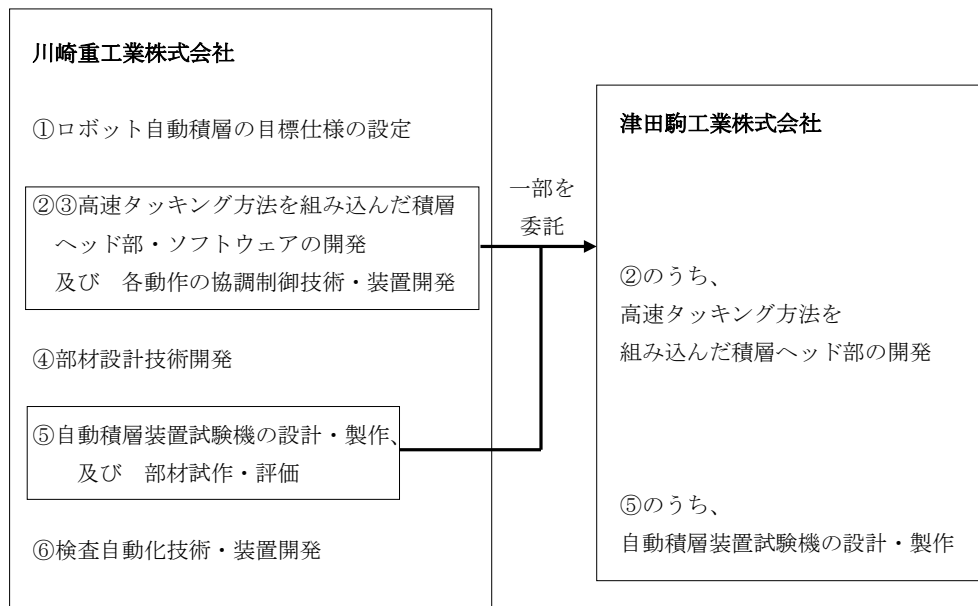 川崎重工業株式会社
①ロボット自動積層の目標仕様の設定
②③高速タッキング方法を組み込んだ積層
ヘッド部・ソフトウェアの開発
及び　各動作の協調制御技術・装置開発
④部材設計技術開発
⑤自動積層装置試験機の設計・製作、
及び　部材試作・評価
⑥検査自動化技術・装置開発
一部を
委託
津田駒工業株式会社
②のうち、
高速タッキング方法を
組み込んだ積層ヘッド部の開発
⑤のうち、
自動積層装置試験機の設計・製作